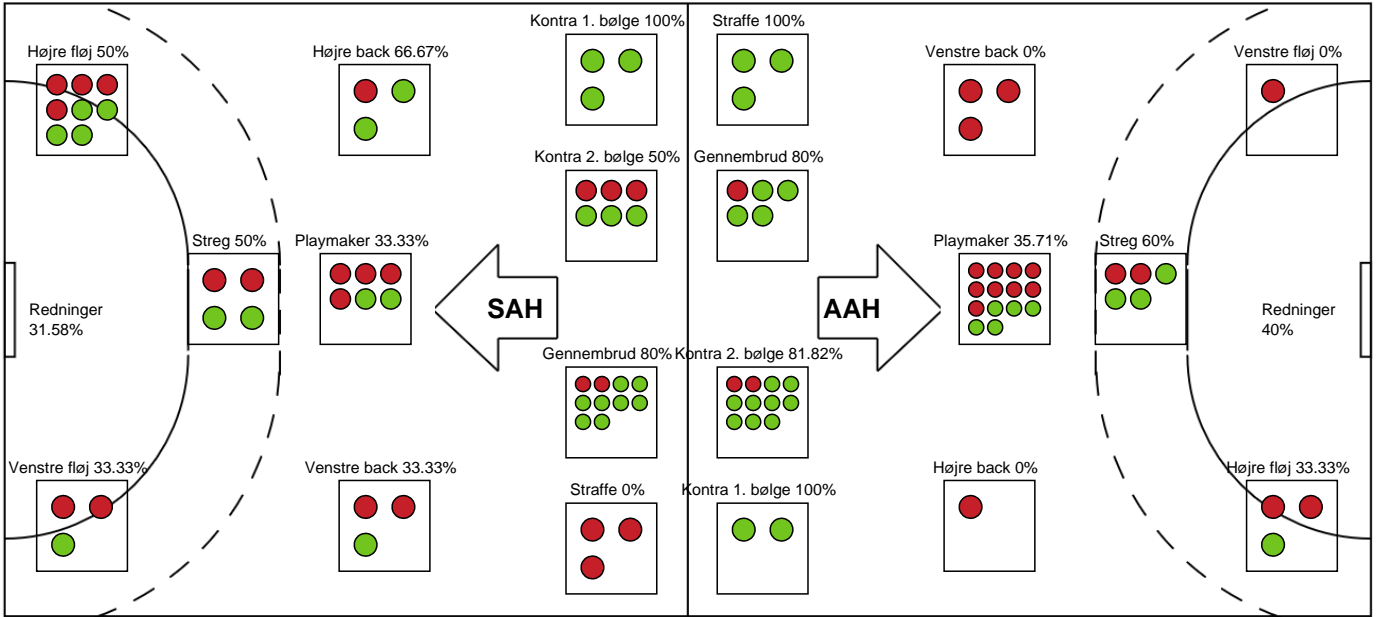 Kontra 1. bølge 100%
Straffe 100%
Højre fløj 50%
Højre back 66.67%
Venstre back 0%
Venstre fløj 0%
Kontra 2. bølge 50%
Gennembrud 80%
Streg 50%
Playmaker 33.33%
Playmaker 35.71%
Streg 60%
Redninger
31.58%
SAH
AAH
Redninger
40%
Gennembrud 80%
Kontra 2. bølge 81.82%
Venstre fløj 33.33%
Venstre back 33.33%
Højre back 0%
Højre fløj 33.33%
Straffe 0%
Kontra 1. bølge 100%